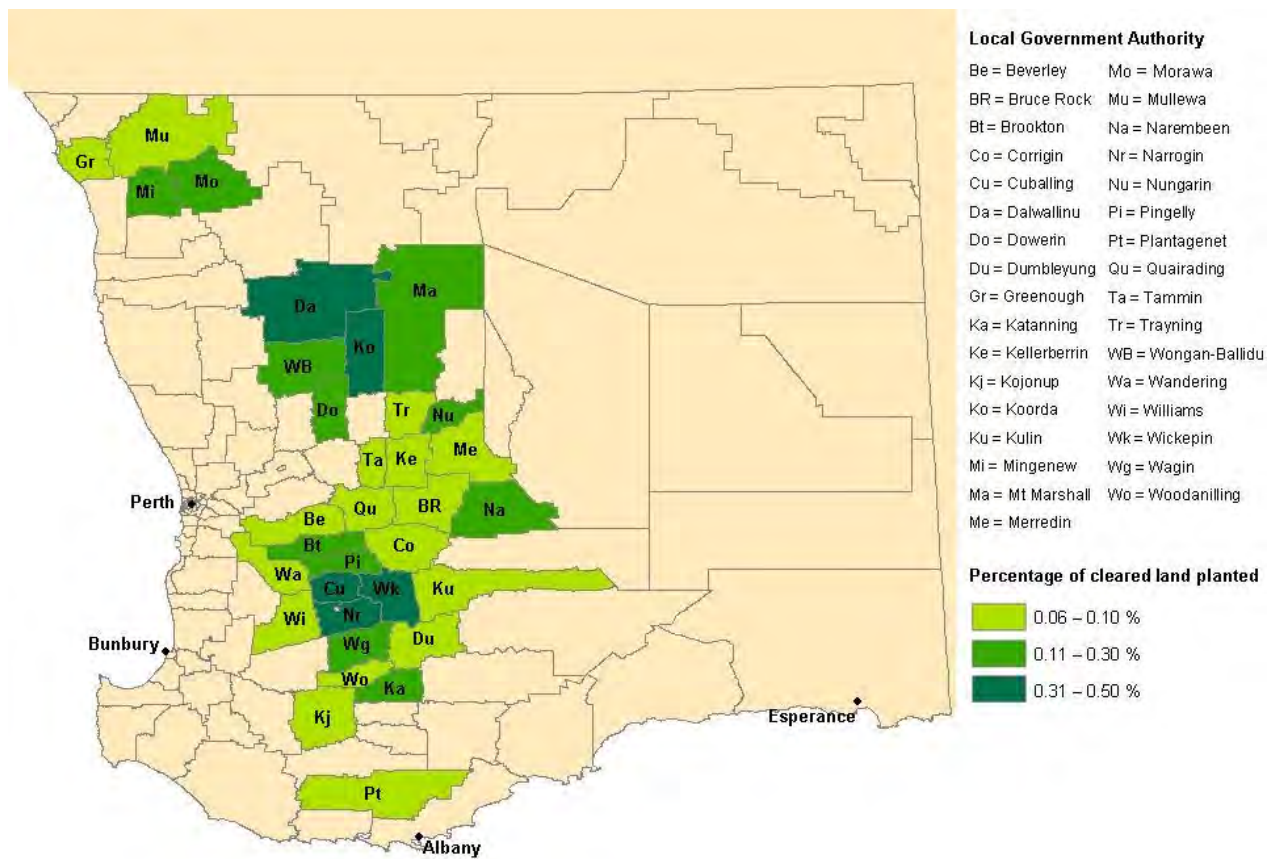 Mu
Gr
Mi
Mo
Da
Ma
Ko
WB
Do
Tr
Nu
Me
Ta
Ke
Perth
Qu
BR
Na
Be
Bt
Co
Pi
Wa
Cu
Wk
Ku
Wi
Nr
Bunbury
Wg
Du
Wo
Ka
Kj
Esperance
Pt
Albany
Local Government Authority
Be = Beverley
BR = Bruce Rock
Bt = Brookton
Co = Corrigin
Cu = Cuballing
Da = Dalwallinu
Do = Dowerin
Du = Dumbleyung
Gr = Greenough
Ka = Katanning
Ke = Kellerberrin
Kj = Kojonup
Ko = Koorda
Ku = Kulin
Mi = Mingenew
Ma = Mt Marshall
Me = Merredin
Mo = Morawa
Mu = Mullewa
Na = Narembeen
Nr = Narrogin
Nu = Nungarin
Pi = Pingelly
Pt = Plantagenet
Qu = Quairading
Ta = Tammin
Tr = Trayning
WB = Wongan-Ballidu
Wa = Wandering
Wi = Williams
Wk = Wickepin
Wg = Wagin
Wo = Woodanilling
Percentage of cleared land planted
0.06 – 0.10 %
0.11 – 0.30 %
0.31 – 0.50 %